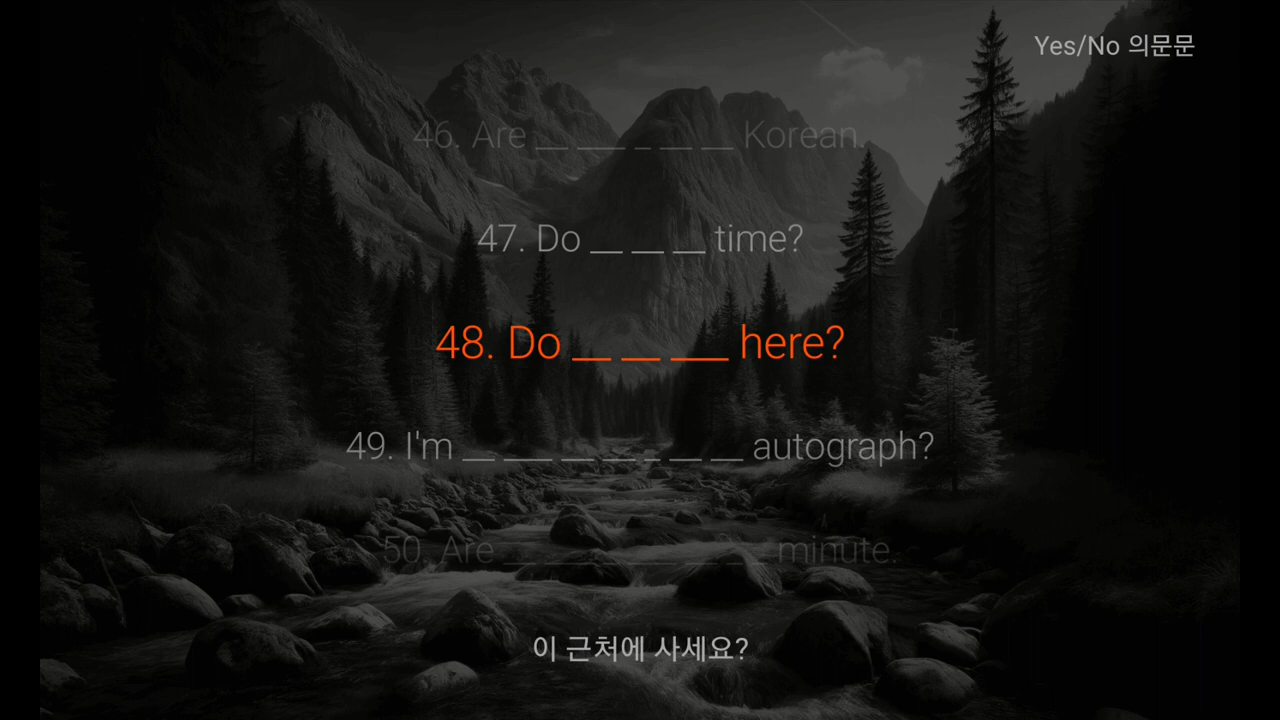 Yes/No 의문문
46. Are __ ___ _ __ __ Korean.
47. Do __ __ __ time?
48. Do __ __ ___ here?
49. I'm __ ___ __ __ _ __ __ autograph?
50. Are minute.
이 근처에 사세요?